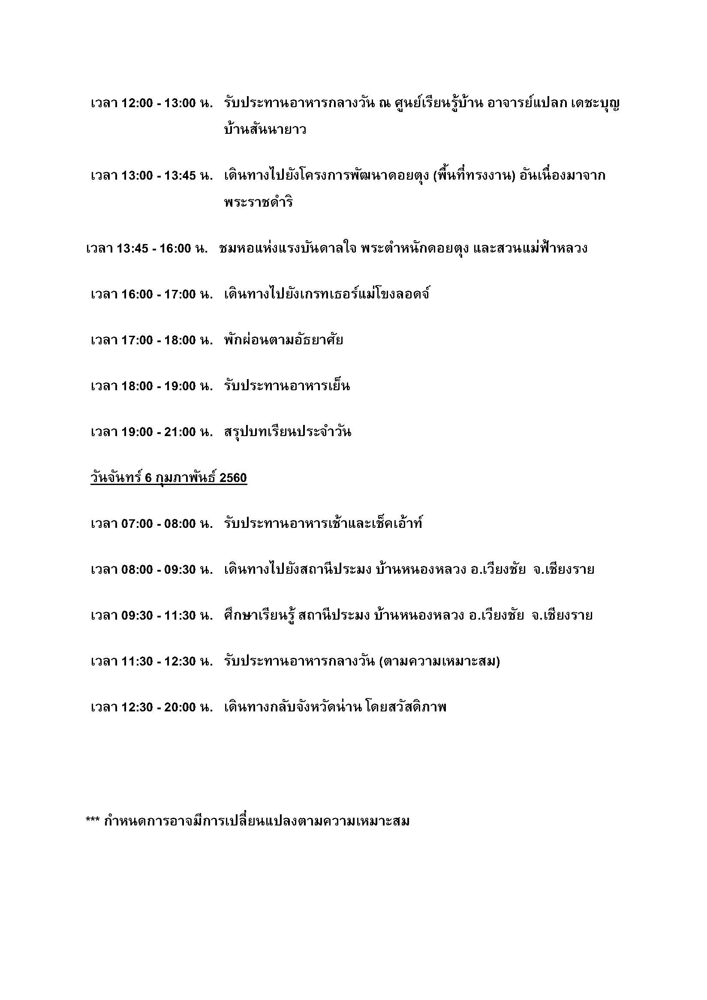 เวลา 12:00 - 13:00 น. รับประทานอาหารกลางวัน ณ ศูนย์เรียนรู้บ้าน อาจารย์แปลก เดชะบุญ
บ้านสันนายาว
เวลา 13:00 - 13:45 น. เดินทางไปยังโครงการพัฒนาดอยตุง (พื้นที่ทรงงาน) อันเนื่องมาจาก
พระราชดำริ
เวลา 13:45 - 16:00 น. ชมหอแห่งแรงบันดาลใจ พระตำหนักดอยตุง และสวนแม่ฟ้าหลวง
เวลา 16:00 - 17:00 น. เดินทางไปยังเกรทเธอร์แม่โขงลอดจ์
เวลา 17:00 - 18:00 น. พักผ่อนตามอัธยาศัย
เวลา 18:00 - 19:00 น. รับประทานอาหารเย็น
เวลา 19:00 - 21:00 น. สรุปบทเรียนประจำวัน
วันจันทร์ 6 กุมภาพันธ์ 2560
เวลา 07:00 - 08:00 น. รับประทานอาหารเช้าและเช็คเอ้าท์
เวลา 08:00 - 09:30 น. เดินทางไปยังสถานีประมง บ้านหนองหลวง อ.เวียงชัย จ.เชียงราย
เวลา 09:30 - 11:30 น. ศึกษาเรียนรู้ สถานีประมง บ้านหนองหลวง อ.เวียงชัย จ.เชียงราย
เวลา 11:30 - 12:30 น. รับประทานอาหารกลางวัน (ตามความเหมาะสม)
เวลา 12:30 - 20:00 น. เดินทางกลับจังหวัดน่าน โดยสวัสดิภาพ
*** กำหนดการอาจมีการเปลี่ยนแปลงตามความเหมาะสม